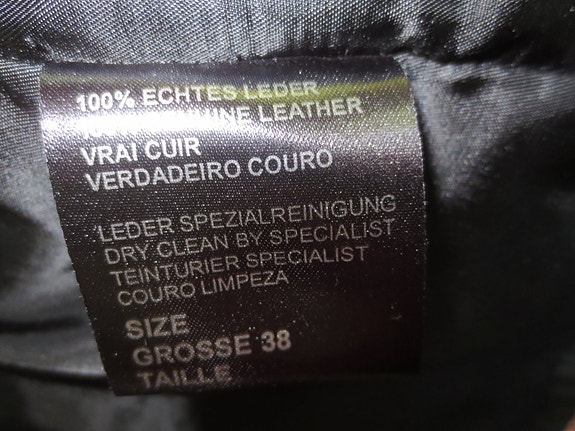 100% ECHTES LEDER
LEATHER
VRAI CUIR
VERDADEIRO COURO
LEDER SPEZIALREINIGUNG
DRY CLEAN BY SPECIALIST
TEINTURIER SPECIALIST
COURO LIMPEZA
SIZE
GROSSE 38
TAILLE